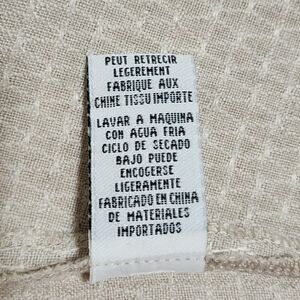 PEUT RETRECIR
LEGEREMENT
FABRIQUE AUX
CHINE TISSU IMPORTE
LAVAR A MAQUINA
CON AGUA FRIA
CICLO DE SECADO
BAJO PUEDE
ENCOGERSE
LIGERAMENTE
FABRICADO EN CHINA
DE MATERIALES
IMPORTADOS